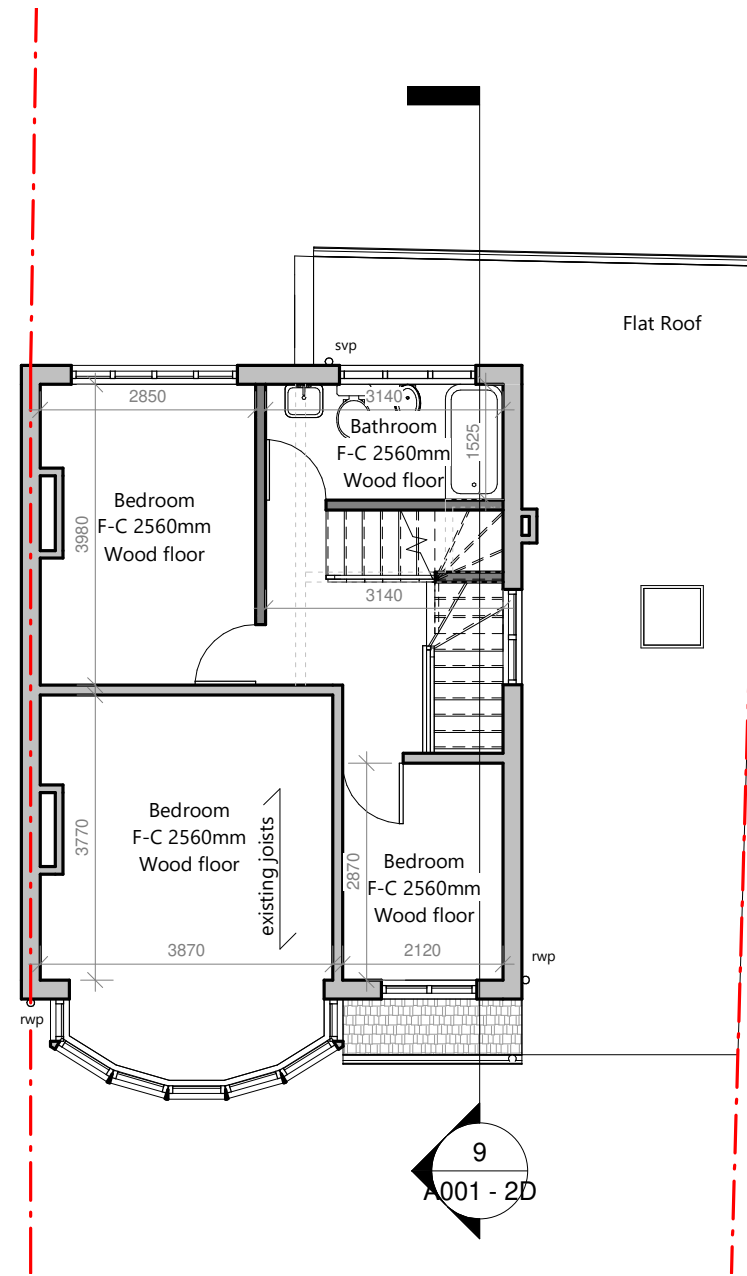 Flat Roof
svp
2850
3140
Bathroom
F-C 2560mm
Wood floor
1525
Bedroom
F-C 2560mm
Wood floor
3980
3140
Bedroom
F-C 2560mm
Wood floor
3770
existing joists
2870
Bedroom
F-C 2560mm
Wood floor
3870
2120
rwp
rwp
9
A001 - 2D